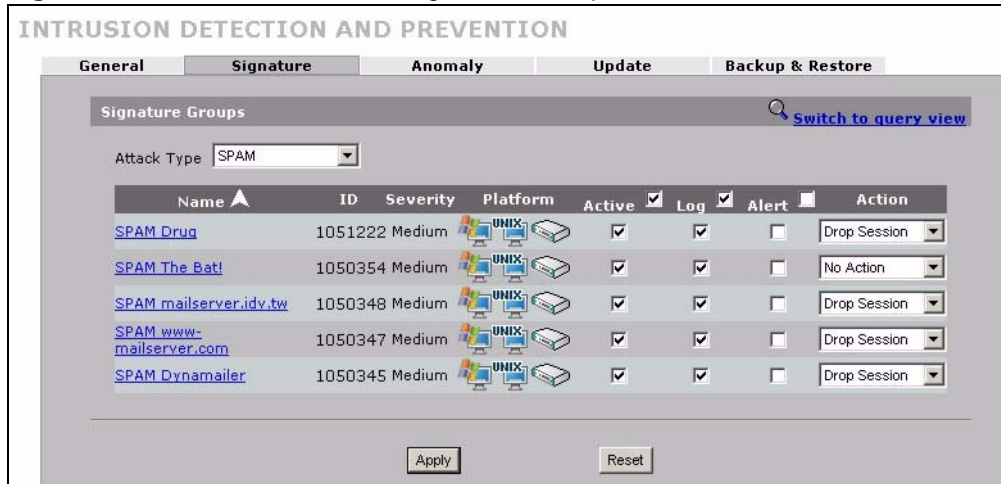 INTRUSION DETECTION AND PREVENTION
General Signature Anomaly Update Backup & Restore
Signature Groups Switch to query view
Attack Type SPAM
Name ID Severity Platform Active Log Alert Action
SPAM Drug 1051222 Medium UNIX Drop Session
SPAM The Bat! 1050354 Medium UNIX No Action
SPAM mailserver.idv.tw 1050348 Medium UNIX Drop Session
SPAM www-
mailserver.com 1050347 Medium UNIX Drop Session
SPAM Dynamailer 1050345 Medium UNIX Drop Session
Apply Reset